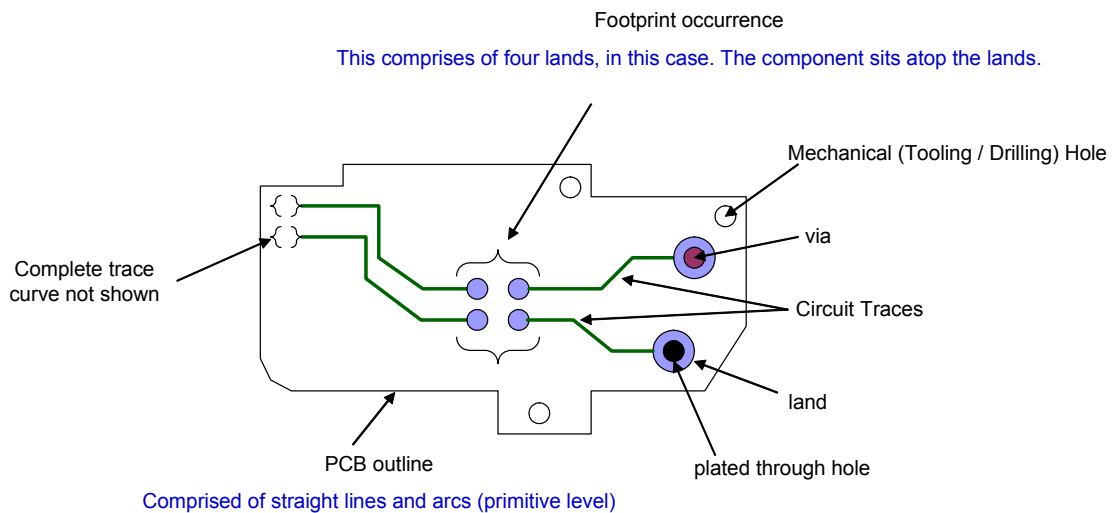 Footprint occurrence
This comprises of four lands, in this case. The component sits atop the lands.
Mechanical (Tooling / Drilling) Hole
via
Complete trace
curve not shown
Circuit Traces
land
PCB outline
plated through hole
Comprised of straight lines and arcs (primitive level)